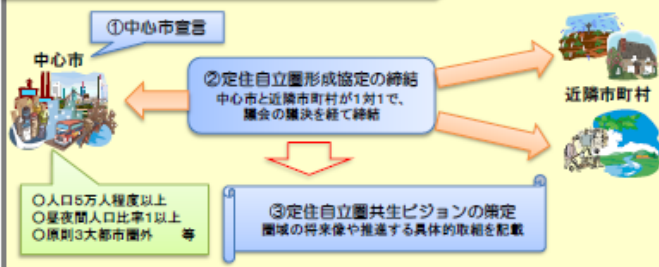 ①中心市宣言
中心市
②定住自立圏形成協定の締結
中心市と近隣市町村が1対1で、
議会の議決を経て締結
近隣市町村
○人口5万人程度以上
○昼夜間人口比率1以上
○原則3大都市圏外　等
③定住自立圏共生ビジョンの策定
圏域の将来像や推進する具体的取組を記載